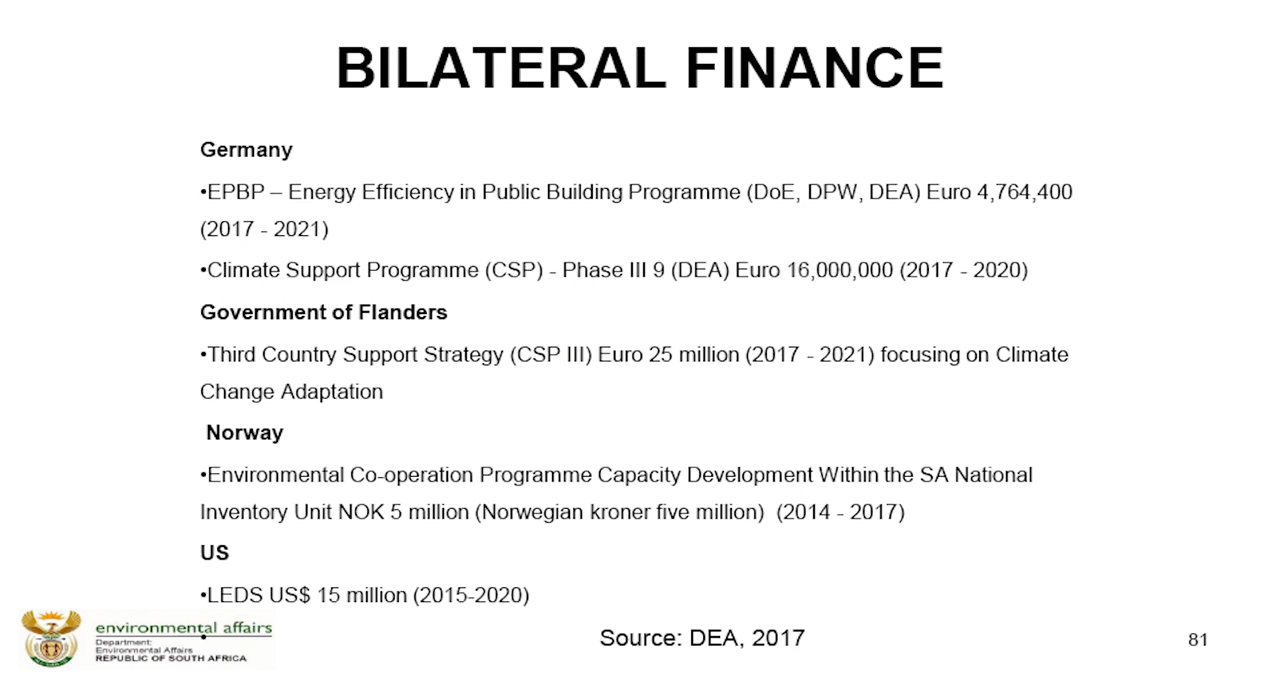 BILATERAL FINANCE
Germany
•EPBP – Energy Efficiency in Public Building Programme (DoE, DPW, DEA) Euro 4,764,400
(2017 - 2021)
•Climate Support Programme (CSP) - Phase III 9 (DEA) Euro 16,000,000 (2017 - 2020)
Government of Flanders
•Third Country Support Strategy (CSP III) Euro 25 million (2017 - 2021) focusing on Climate
Change Adaptation
Norway
•Environmental Co-operation Programme Capacity Development Within the SA National
Inventory Unit NOK 5 million (Norwegian kroner five million) (2014 - 2017)
US
•LEDS US$ 15 million (2015-2020)
environmental affairs
Department:
Environmental Affairs
REPUBLIC OF SOUTH AFRICA
Source: DEA, 2017
81